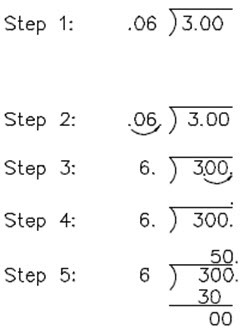 Step 1: .06 ) 3.00
Step 2: .06 ) 3.00
Step 3: 6. ) 300.
Step 4: 6. ) 300.
50.
Step 5: 6 ) 300.
30
00